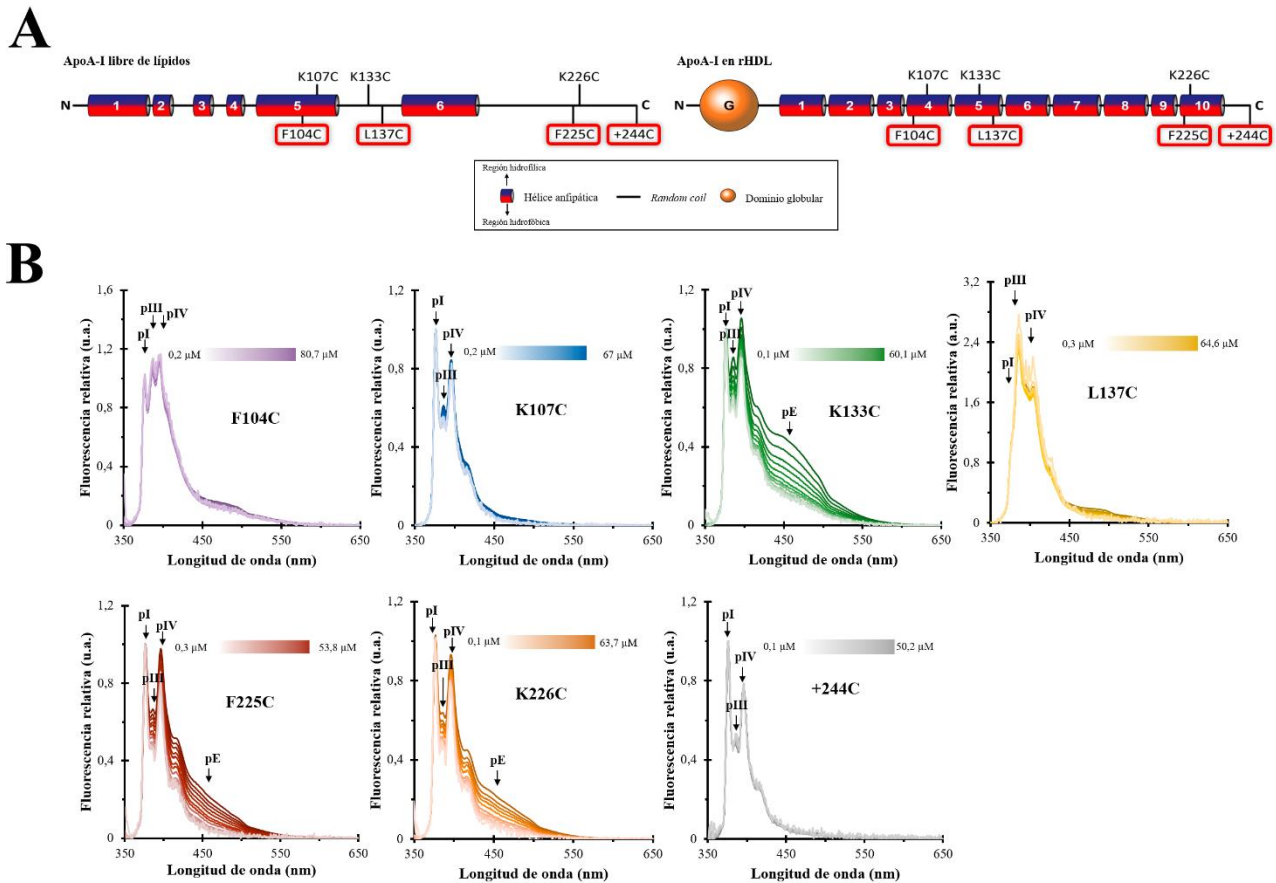 A
ApoA-I libre de lípidos
K107C K133C K226C
N 1 2 3 4 5 6 C
F104C L137C F225C +244C
ApoA-I en rHDL
K107C K133C K226C
N G 1 2 3 4 5 6 7 8 9 10 C
F104C L137C F225C +244C
Región hidrofílica
Hélice anfipática Random coil Dominio globular
Región hidrofóbica
B
Fluorescencia relativa (u.a.)
1,6
1,2
0,8
0,4
0
pI pIII pIV
0,2 µM 80,7 µM
F104C
350 450 550 650
Longitud de onda (nm)
Fluorescencia relativa (u.a.)
1,2
0,8
0,4
0
pI pIII pIV
0,2 µM 67 µM
K107C
350 450 550 650
Longitud de onda (nm)
Fluorescencia relativa (u.a.)
1,2
0,8
0,4
0
pI pIII pIV
0,1 µM 60,1 µM
K133C
pE
350 450 550 650
Longitud de onda (nm)
Fluorescencia relativa (a.u.)
3,2
2,4
1,6
0,8
0
pI pIII pIV
0,3 µM 64,6 µM
L137C
350 450 550 650
Longitud de onda (nm)
Fluorescencia relativa (u.a.)
1,2
0,8
0,4
0
pI pIII pIV
0,3 µM 53,8 µM
F225C
pE
350 450 550 650
Longitud de onda (nm)
Fluorescencia relativa (u.a.)
1,2
0,8
0,4
0
pI pIII pIV
0,1 µM 63,7 µM
K226C
pE
350 450 550 650
Longitud de onda (nm)
Fluorescencia relativa (u.a.)
1,2
0,8
0,4
0
pI pIII pIV
0,1 µM 50,2 µM
+244C
350 450 550 650
Longitud de onda (nm)